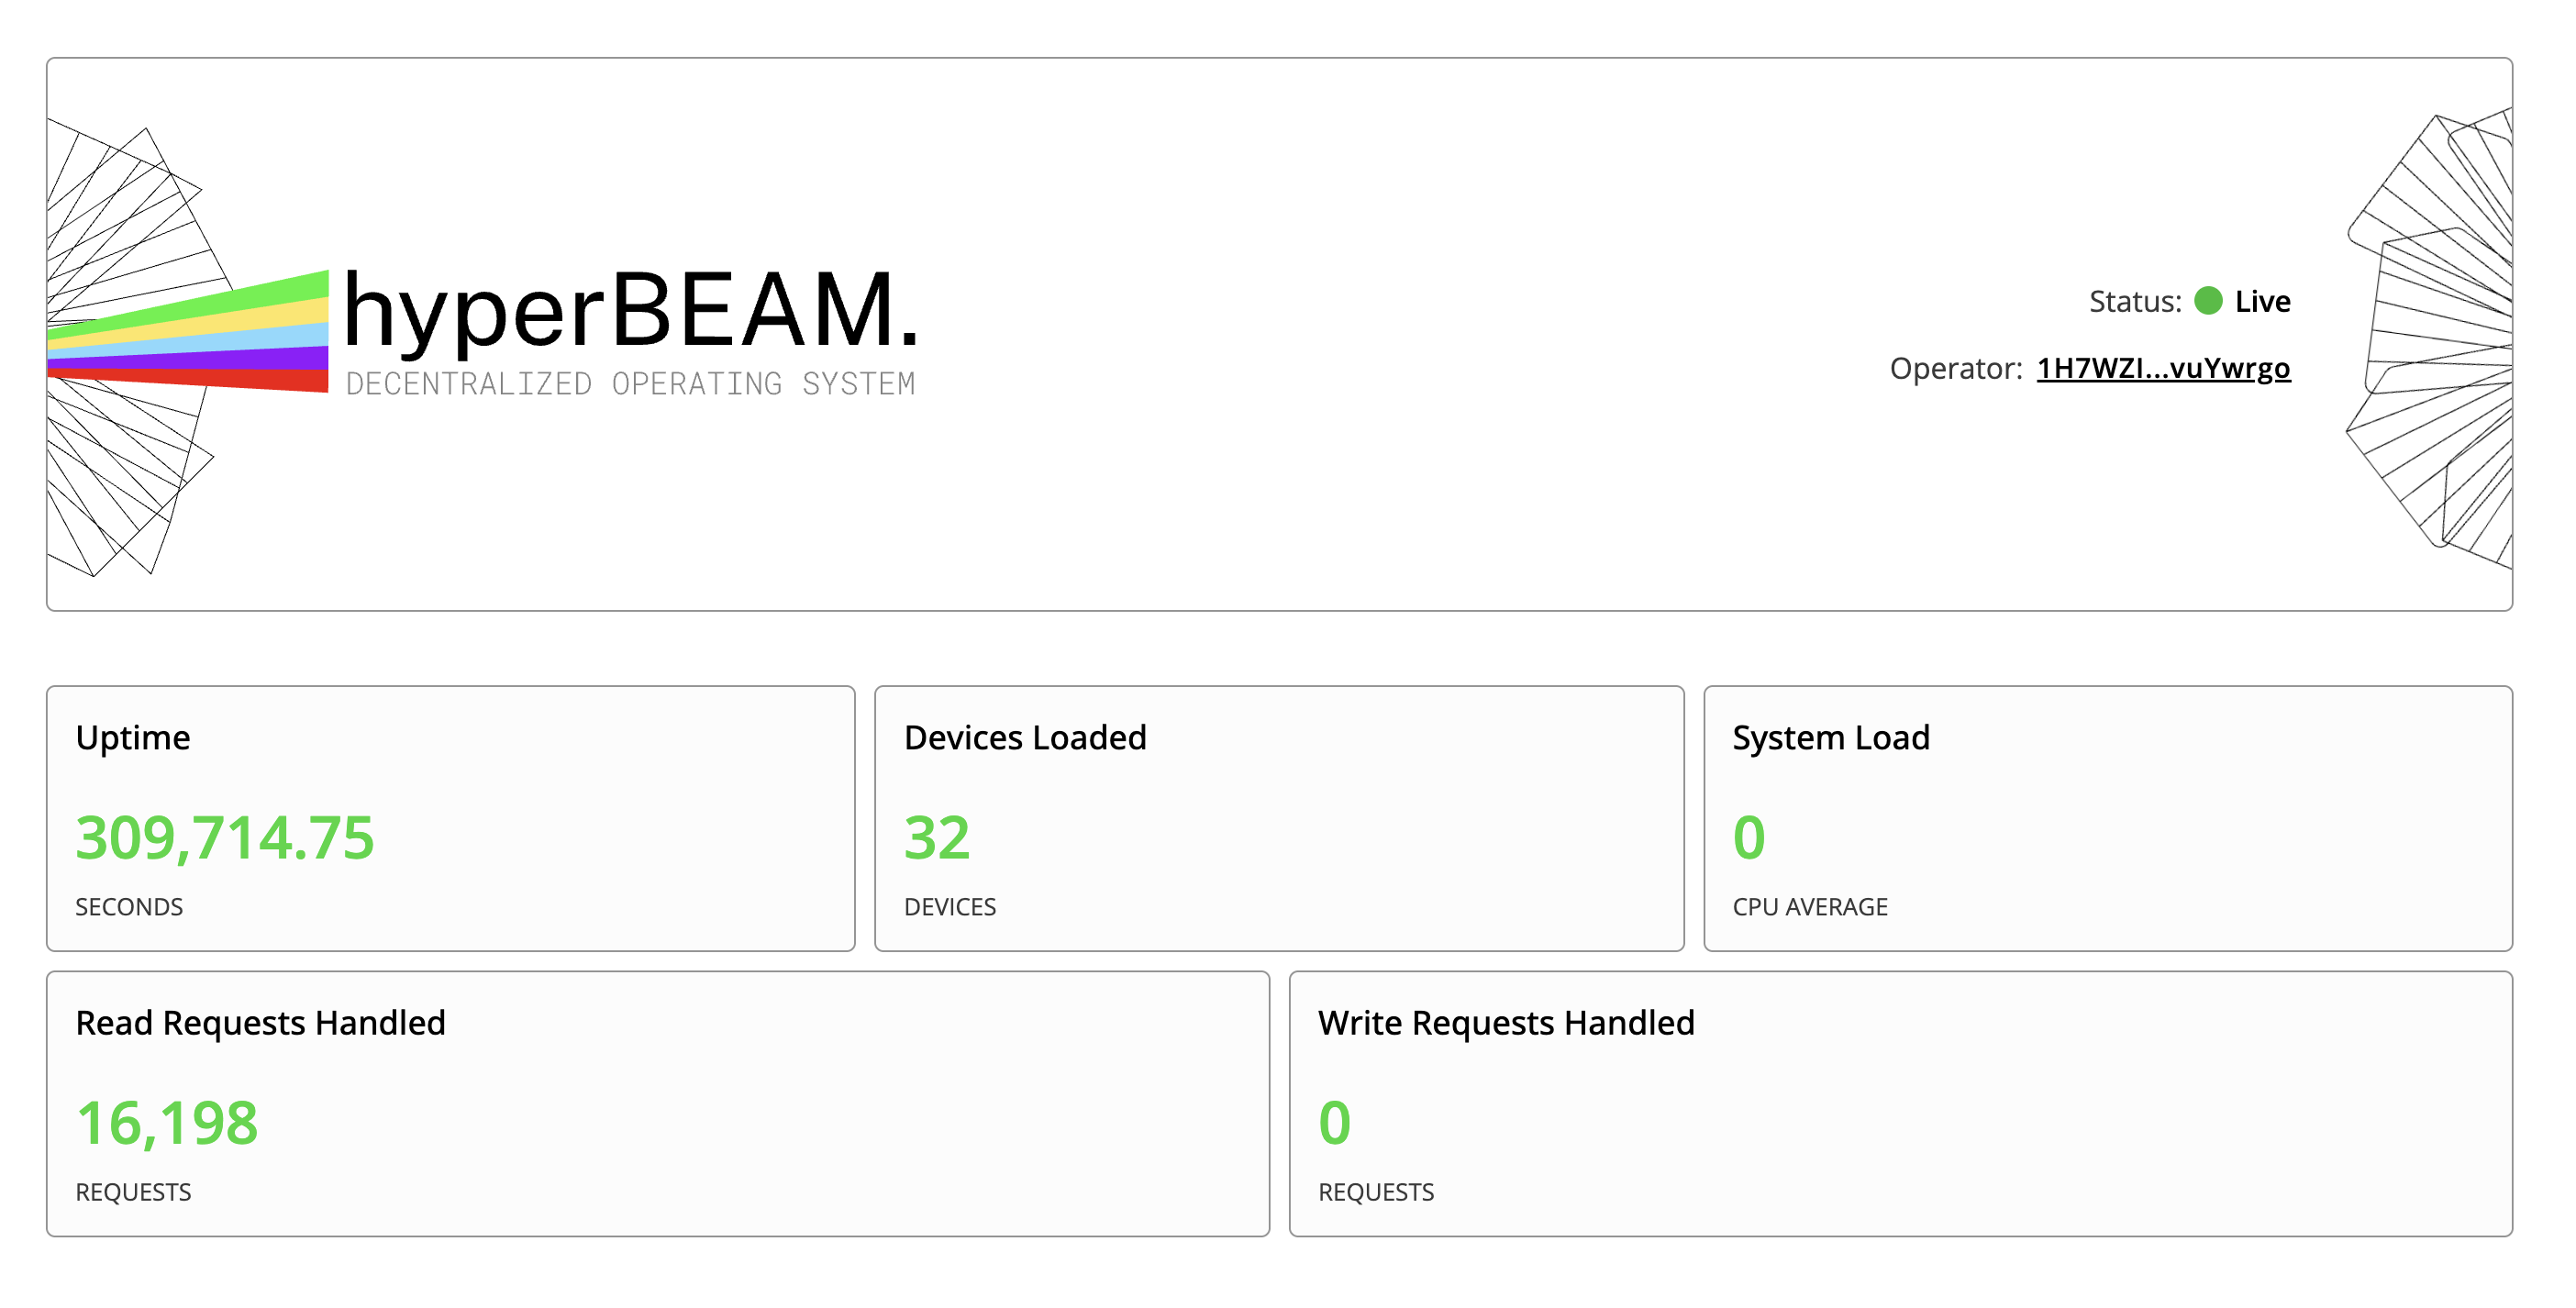 hyperBEAM.
DECENTRALIZED OPERATING SYSTEM
Status: Live
Operator: 1H7WZI...vuYwrgo
Uptime
309,714.75
SECONDS
Devices Loaded
32
DEVICES
System Load
0
CPU AVERAGE
Read Requests Handled
16,198
REQUESTS
Write Requests Handled
0
REQUESTS